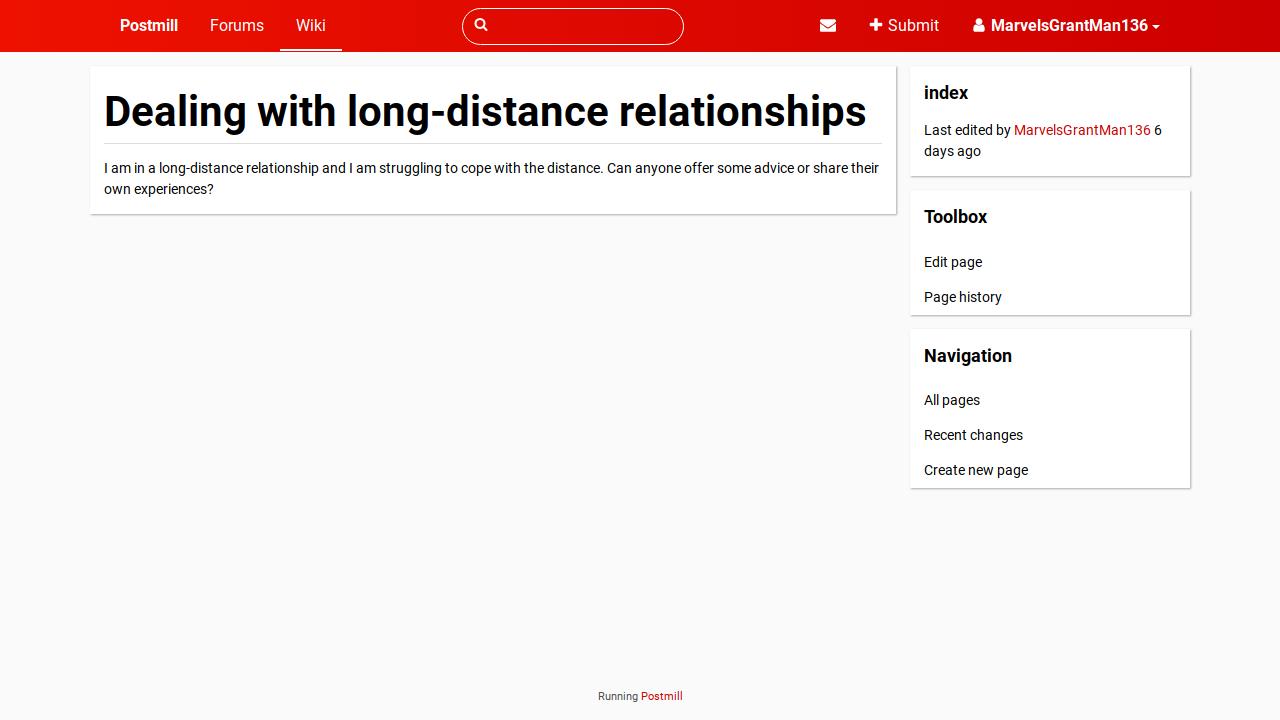 Postmill
Forums
Wiki
Submit
MarvelsGrantMan136
Dealing with long-distance relationships
I am in a long-distance relationship and I am struggling to cope with the distance. Can anyone offer some advice or share their
own experiences?
index
Last edited by MarvelsGrantMan136 6
days ago
Toolbox
Edit page
Page history
Navigation
All pages
Recent changes
Create new page
Running Postmill